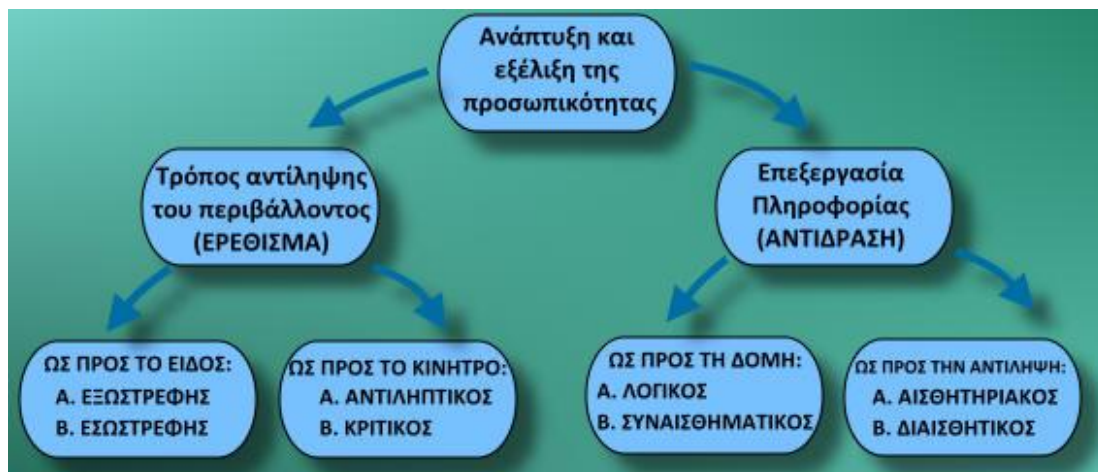 Ανάπτυξη και
εξέλιξη της
προσωπικότητας
Τρόπος αντίληψης
του περιβάλλοντος
(ΕΡΕΘΙΣΜΑ)
Επεξεργασία
Πληροφορίας
(ΑΝΤΙΔΡΑΣΗ)
ΩΣ ΠΡΟΣ ΤΟ ΕΙΔΟΣ:
Α. ΕΞΩΣΤΡΕΦΗΣ
Β. ΕΣΩΣΤΡΕΦΗΣ
ΩΣ ΠΡΟΣ ΤΟ ΚΙΝΗΤΡΟ:
Α. ΑΝΤΙΛΗΠΤΙΚΟΣ
Β. ΚΡΙΤΙΚΟΣ
ΩΣ ΠΡΟΣ ΤΗ ΔΟΜΗ:
Α. ΛΟΓΙΚΟΣ
Β. ΣΥΝΑΙΣΘΗΜΑΤΙΚΟΣ
ΩΣ ΠΡΟΣ ΤΗΝ ΑΝΤΙΛΗΨΗ:
Α. ΑΙΣΘΗΤΗΡΙΑΚΟΣ
Β. ΔΙΑΙΣΘΗΤΙΚΟΣ